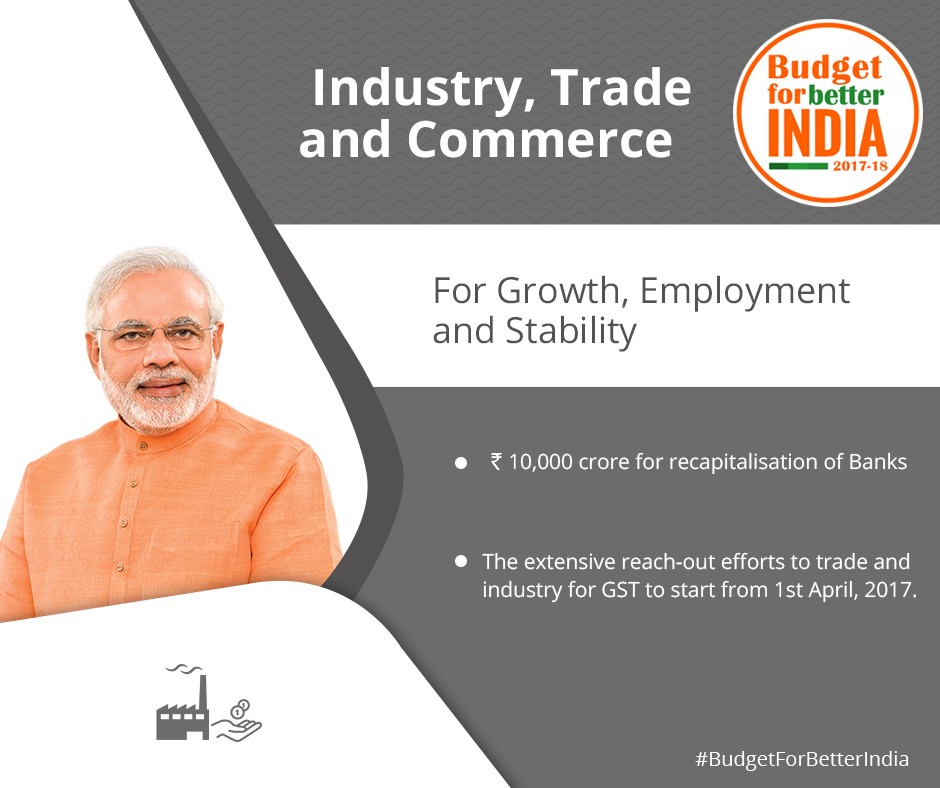 Industry, Trade
and Commerce
Budget
forbetter
INDIA
2017-18
For Growth, Employment
and Stability
● ₹ 10,000 crore for recapitalisation of Banks
● The extensive reach-out efforts to trade and
industry for GST to start from 1st April, 2017.
#BudgetForBetterIndia